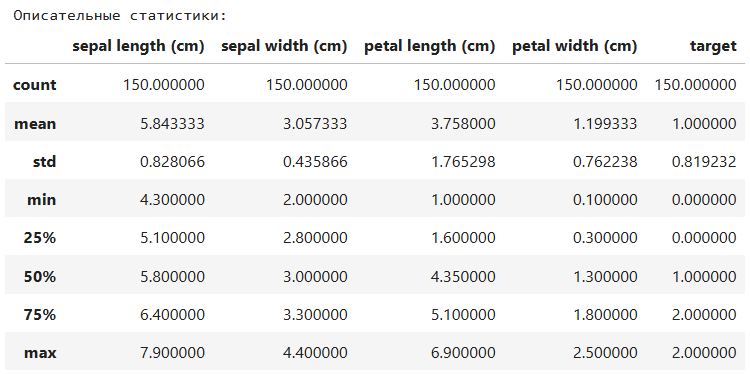 Описательные статистики:
sepal length (cm) sepal width (cm) petal length (cm) petal width (cm) target
count 150.000000 150.000000 150.000000 150.000000 150.000000
mean 5.843333 3.057333 3.758000 1.199333 1.000000
std 0.828066 0.435866 1.765298 0.762238 0.819232
min 4.300000 2.000000 1.000000 0.100000 0.000000
25% 5.100000 2.800000 1.600000 0.300000 0.000000
50% 5.800000 3.000000 4.350000 1.300000 1.000000
75% 6.400000 3.300000 5.100000 1.800000 2.000000
max 7.900000 4.400000 6.900000 2.500000 2.000000